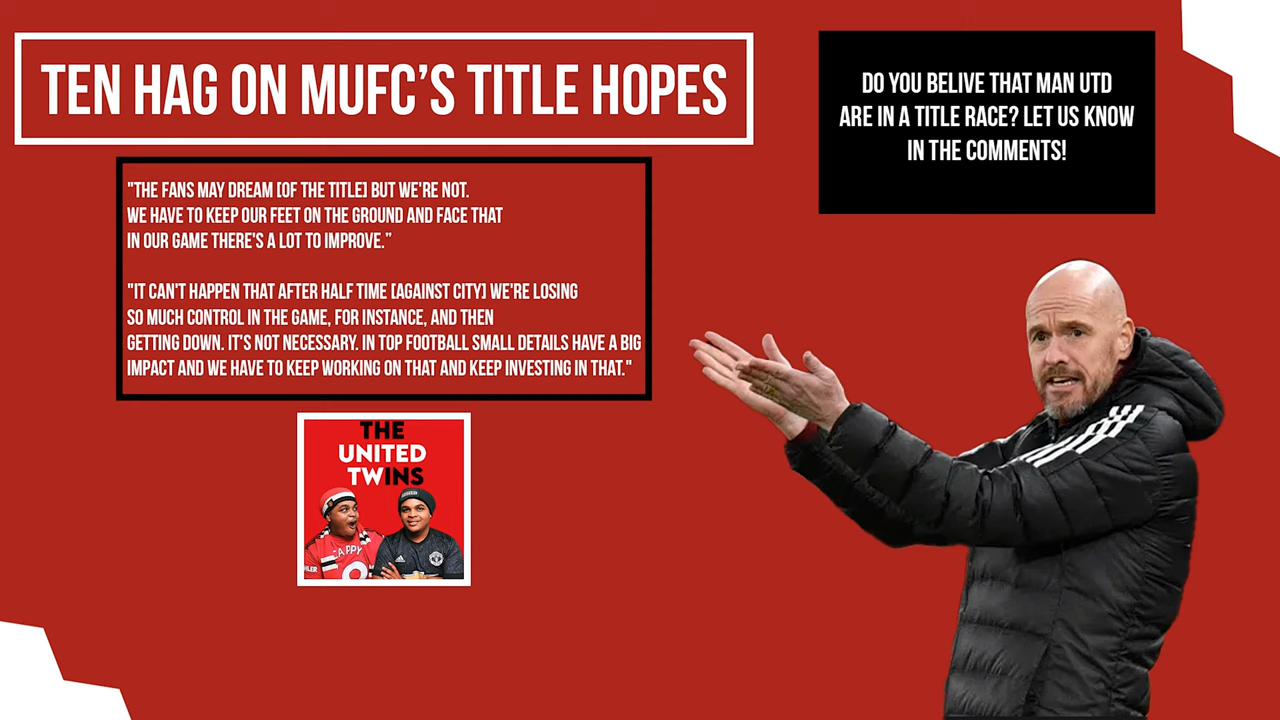 TEN HAG ON MUFC'S TITLE HOPES
DO YOU BELIVE THAT MAN UTD
ARE IN A TITLE RACE? LET US KNOW
IN THE COMMENTS!
"THE FANS MAY DREAM [OF THE TITLE] BUT WE'RE NOT.
WE HAVE TO KEEP OUR FEET ON THE GROUND AND FACE THAT
IN OUR GAME THERE'S A LOT TO IMPROVE."
"IT CAN'T HAPPEN THAT AFTER HALF TIME [AGAINST CITY] WE'RE LOSING
SO MUCH CONTROL IN THE GAME, FOR INSTANCE, AND THEN
GETTING DOWN. IT'S NOT NECESSARY. IN TOP FOOTBALL SMALL DETAILS HAVE A BIG
IMPACT AND WE HAVE TO KEEP WORKING ON THAT AND KEEP INVESTING IN THAT."
THE
UNITED
TWINS